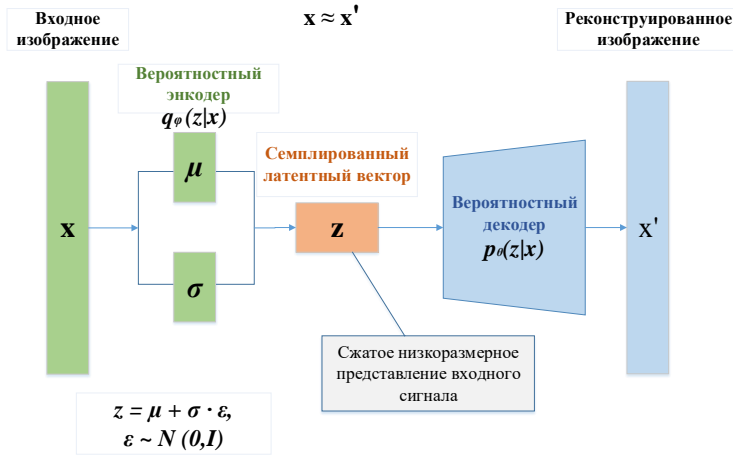 Входное
изображение
x ≈ x'
Реконструированное
изображение
Вероятностный
энкодер
qφ(z|x)
μ
Семплированный
латентный вектор
x
z
Вероятностный
декодер
pθ(z|x)
x'
σ
Сжатое низкоразмерное
представление входного
сигнала
z = μ + σ · ε,
ε ~ N (0,I)